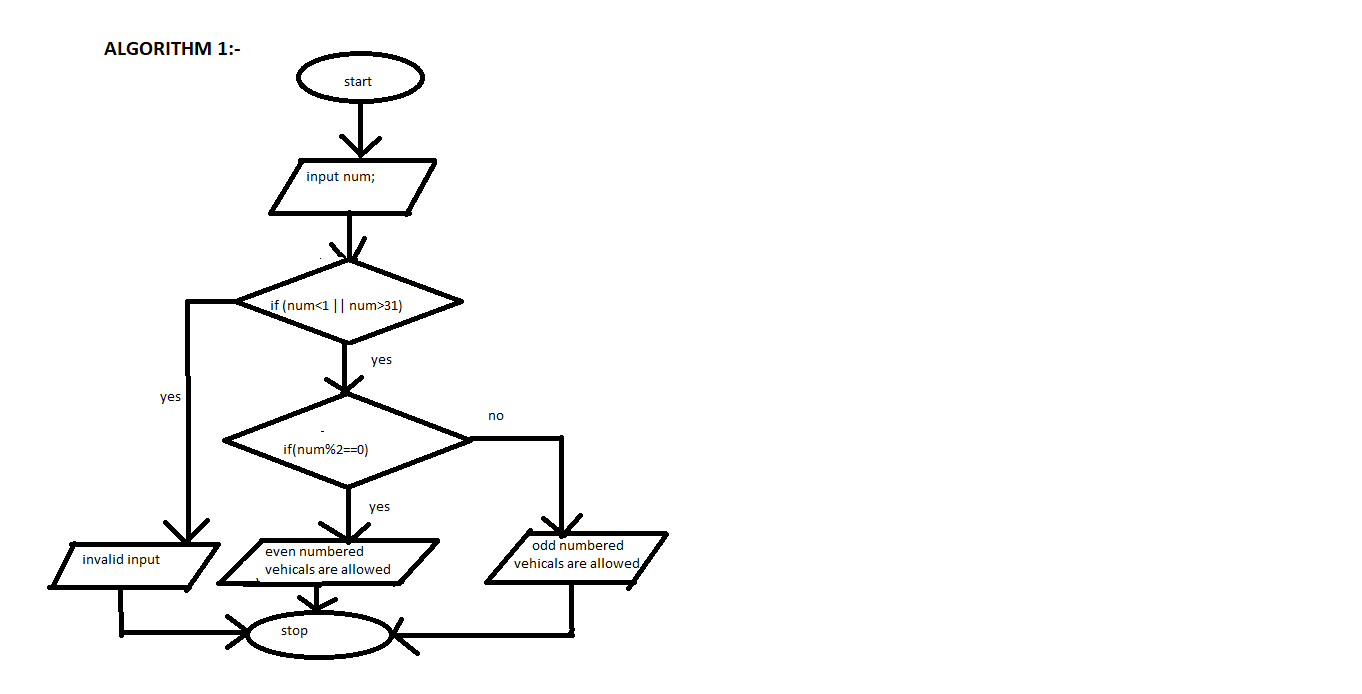 ALGORITHM 1:-
start
input num;
if (num<1 || num>31)
yes
yes
no
-
if(num%2==0)
yes
invalid input
even numbered
vehicals are allowed
odd numbered
vehicals are allowed
stop